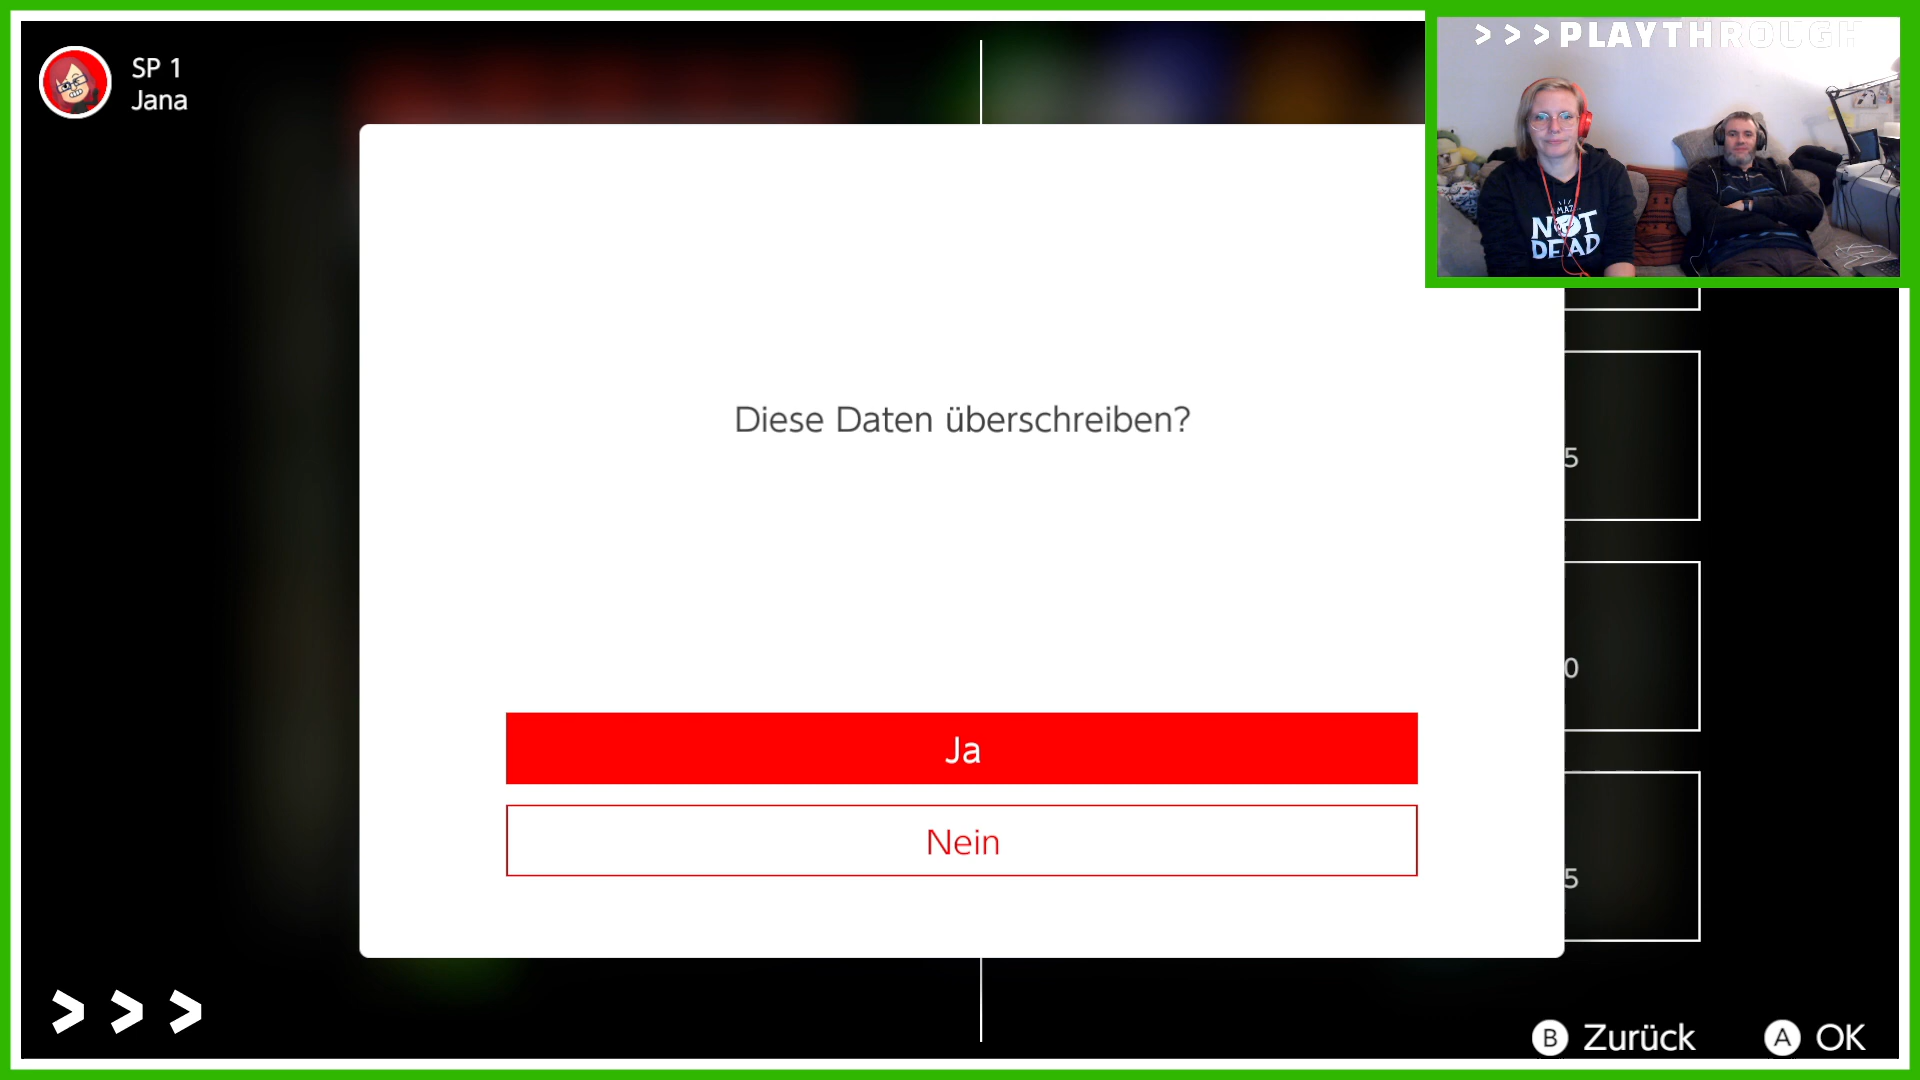 SP 1
Jana
> > > PLAYTHROUGH
NOT
DEAD
Diese Daten überschreiben?
5
0
5
Ja
Nein
> > >
B Zurück
A OK